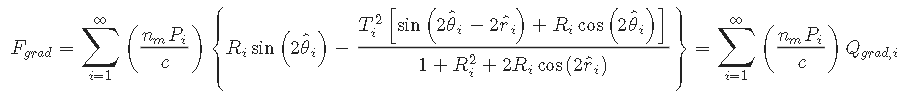 $F_{grad} = \sum_{i=1}^{\infty} \left( \frac{n_m P_i}{c} \right) \left\{ R_i \sin \left( 2\hat{\theta}_i \right) - \frac{T_i^2 \left[ \sin \left( 2\hat{\theta}_i - 2\hat{r}_i \right) + R_i \cos \left( 2\hat{\theta}_i \right) \right]}{1 + R_i^2 + 2R_i \cos (2\hat{r}_i)} \right\} = \sum_{i=1}^{\infty} \left( \frac{n_m P_i}{c} \right) Q_{grad,i}$